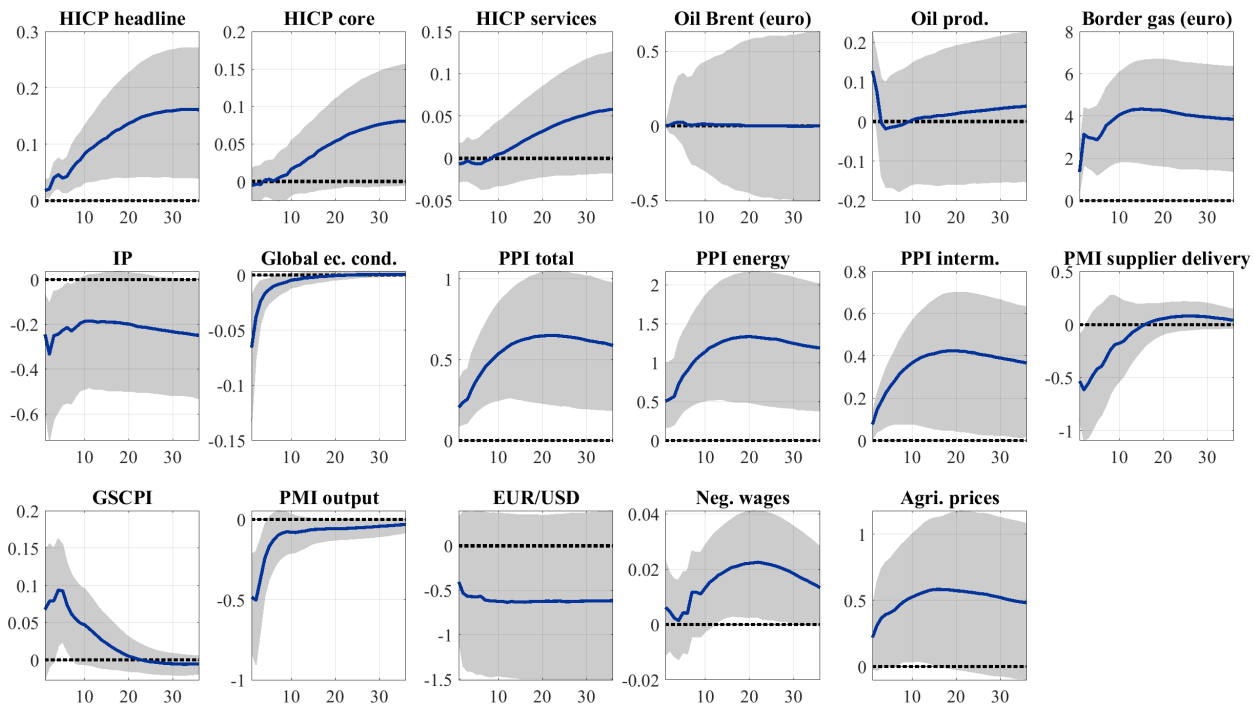 HICP headline
HICP core
HICP services
Oil Brent (euro)
Oil prod.
Border gas (euro)
0.3
0.2
0.1
0
10 20 30
0.2
0.15
0.1
0.05
0
10 20 30
0.15
0.1
0.05
0
-0.05
10 20 30
0.5
0
-0.5
10 20 30
0.2
0.1
0
-0.1
-0.2
10 20 30
8
6
4
2
0
10 20 30
IP
Global ec. cond.
PPI total
PPI energy
PPI interm.
PMI supplier delivery
0
-0.2
-0.4
-0.6
10 20 30
0
-0.05
-0.1
-0.15
10 20 30
1
0.5
0
10 20 30
2
1.5
1
0.5
0
10 20 30
0.8
0.6
0.4
0.2
0
10 20 30
0.5
0
-0.5
-1
10 20 30
GSCPI
PMI output
EUR/USD
Neg. wages
Agri. prices
0.2
0.15
0.1
0.05
0
10 20 30
0
-0.5
-1
10 20 30
0
-0.5
-1
-1.5
10 20 30
0.04
0.02
0
-0.02
10 20 30
1
0.5
0
10 20 30